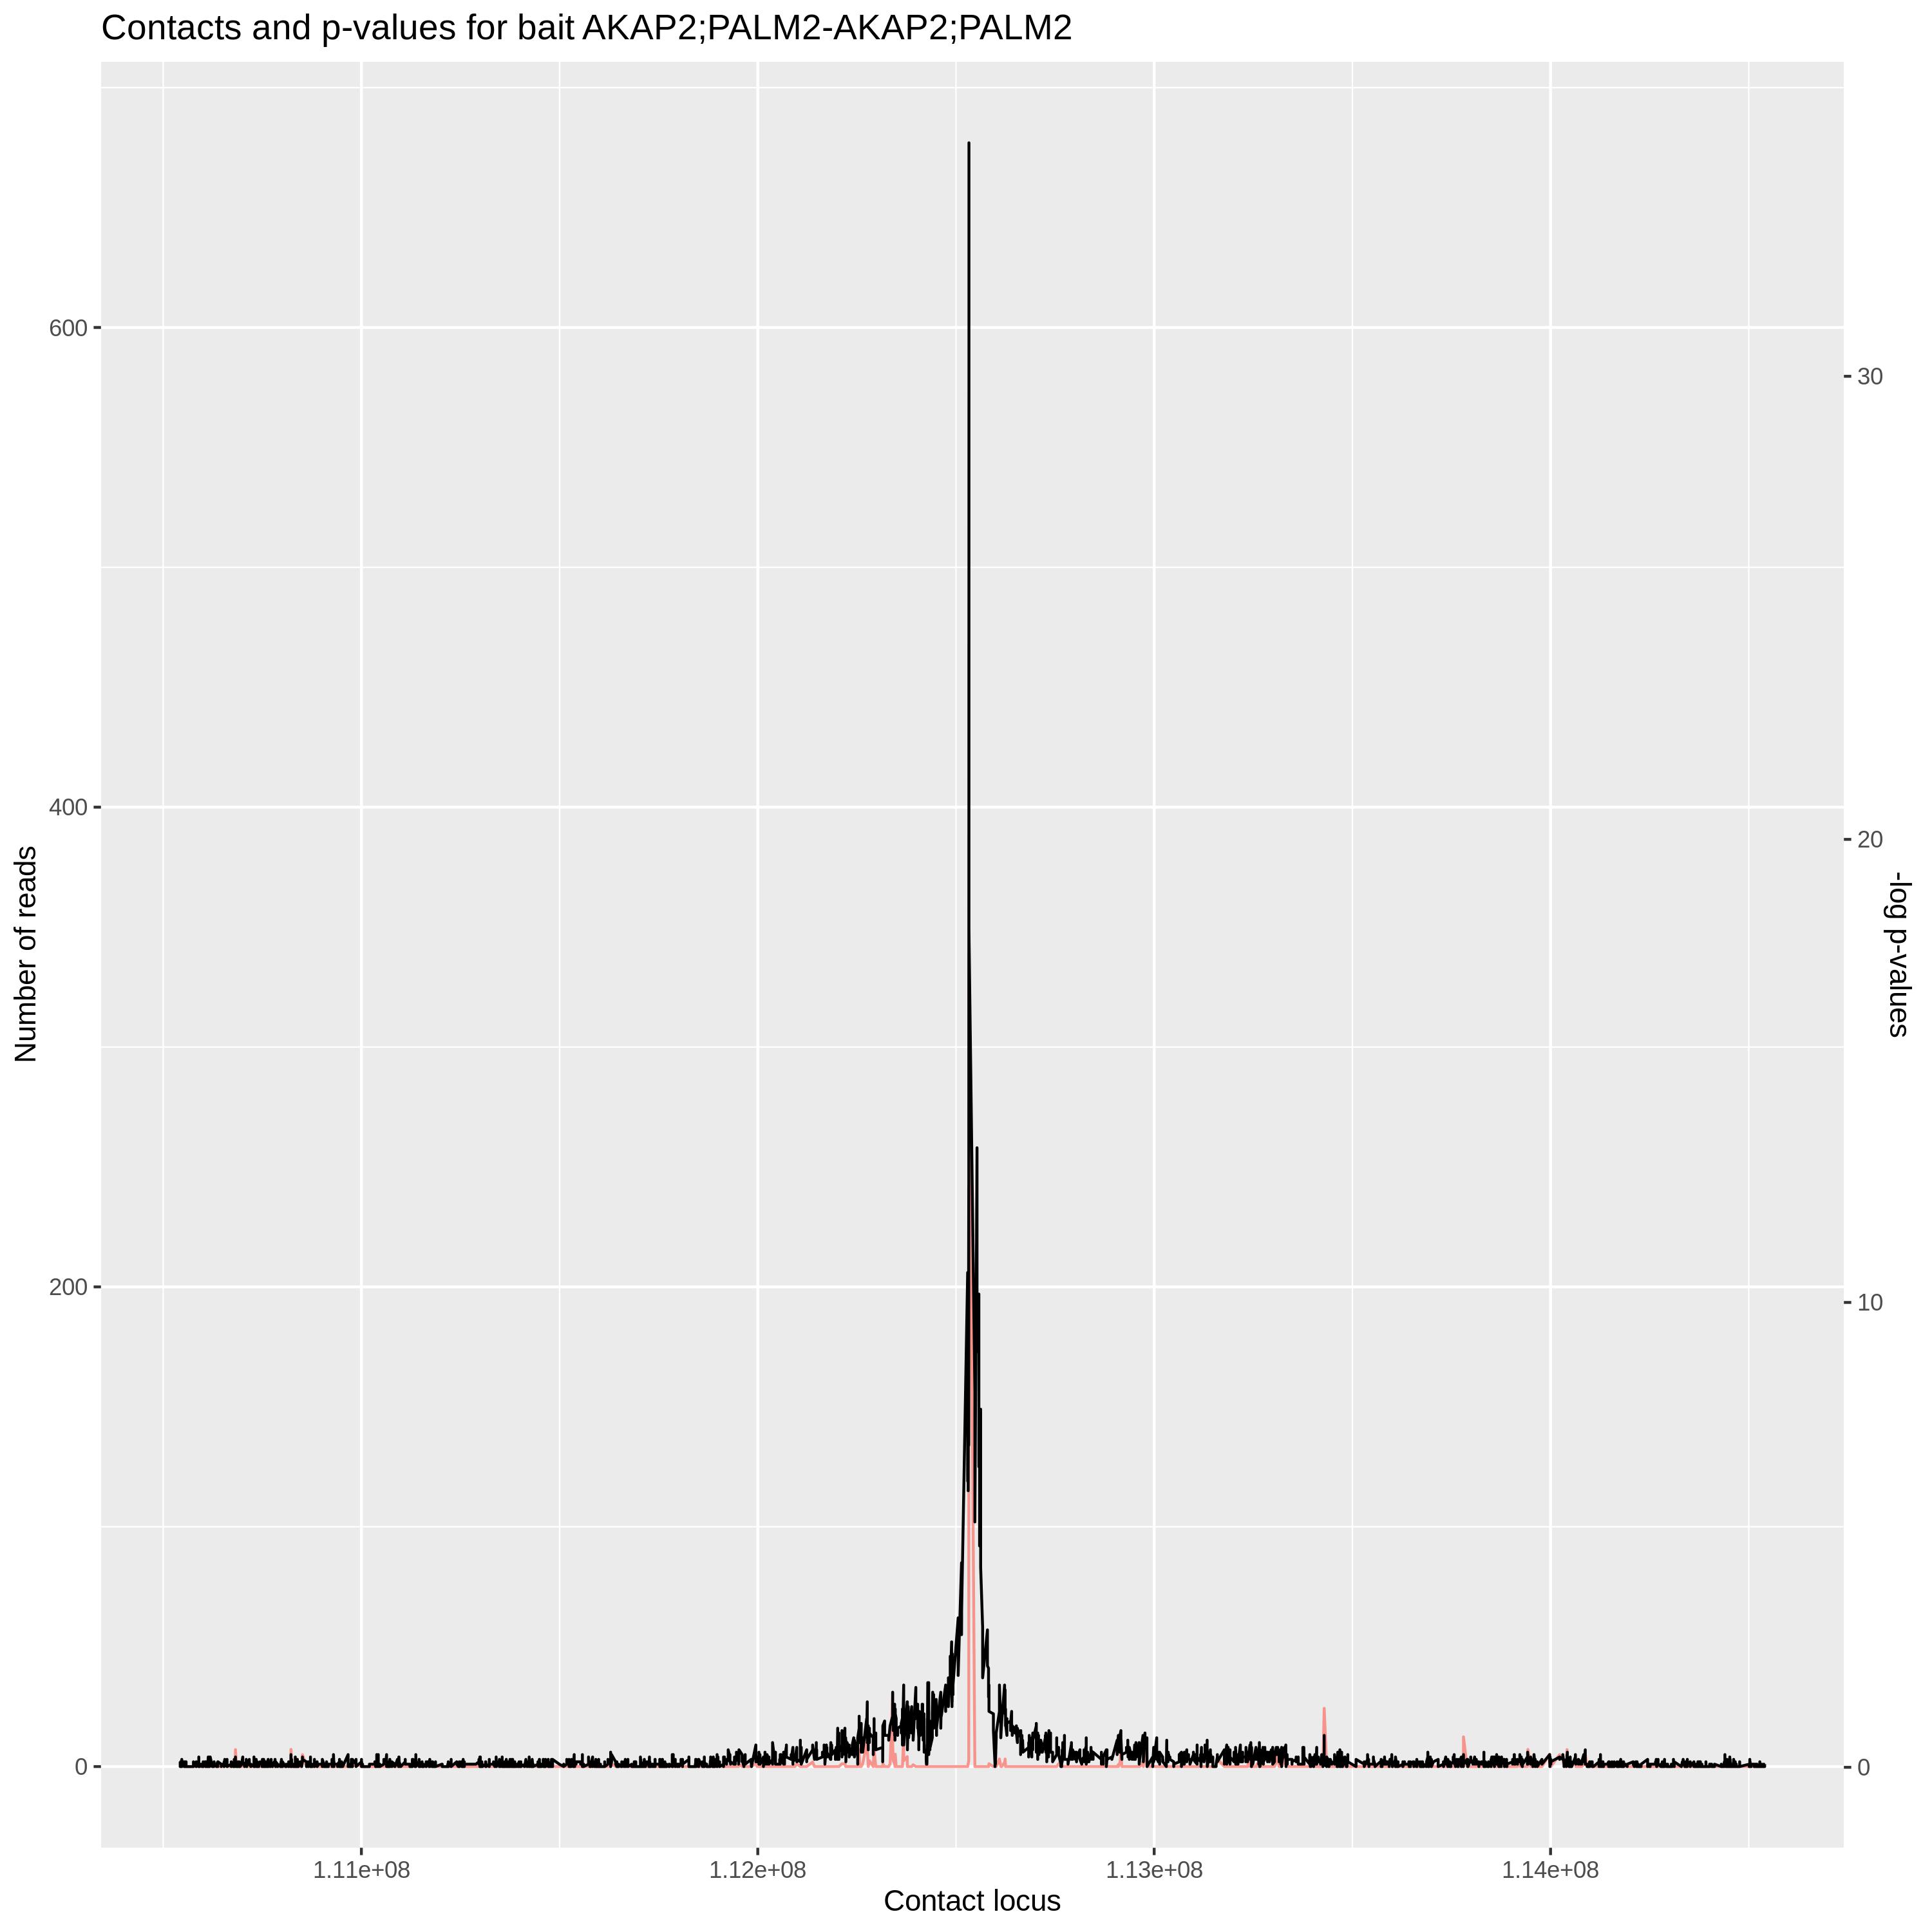 Contacts and p-values for bait AKAP2;PALM2-AKAP2;PALM2
600
400
200
0
Number of reads
30
20
10
0
-log p-values
1.11e+08
1.12e+08
1.13e+08
1.14e+08
Contact locus